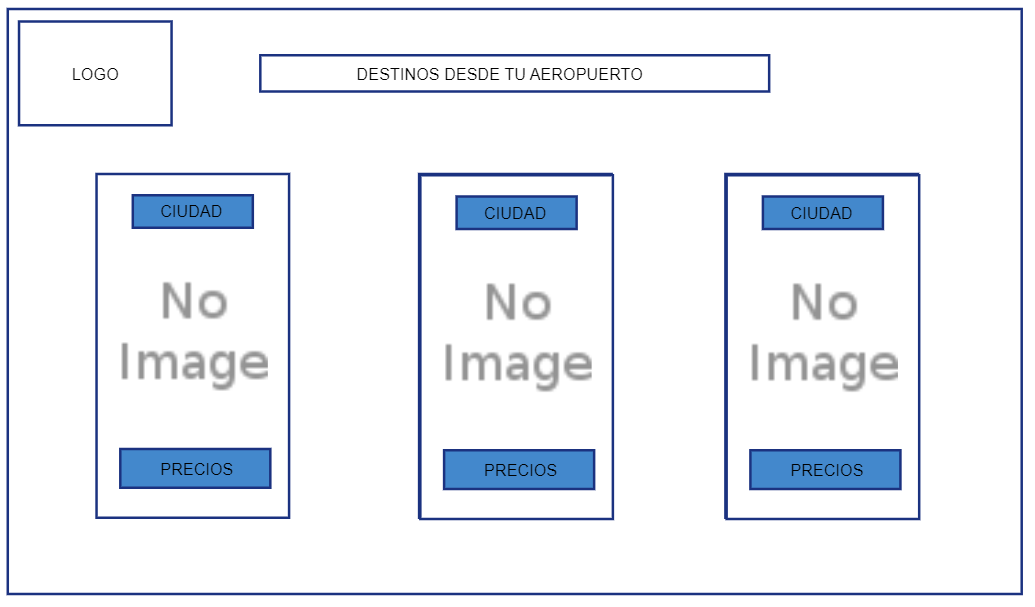 LOGO
DESTINOS DESDE TU AEROPUERTO
CIUDAD
No
Image
PRECIOS
CIUDAD
No
Image
PRECIOS
CIUDAD
No
Image
PRECIOS